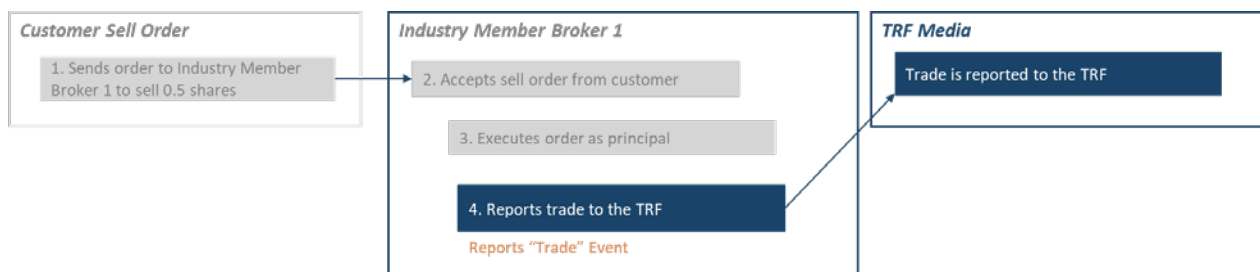 Customer Sell Order
1. Sends order to Industry Member
Broker 1 to sell 0.5 shares
Industry Member Broker 1
2. Accepts sell order from customer
3. Executes order as principal
4. Reports trade to the TRF
Reports “Trade” Event
TRF Media
Trade is reported to the TRF